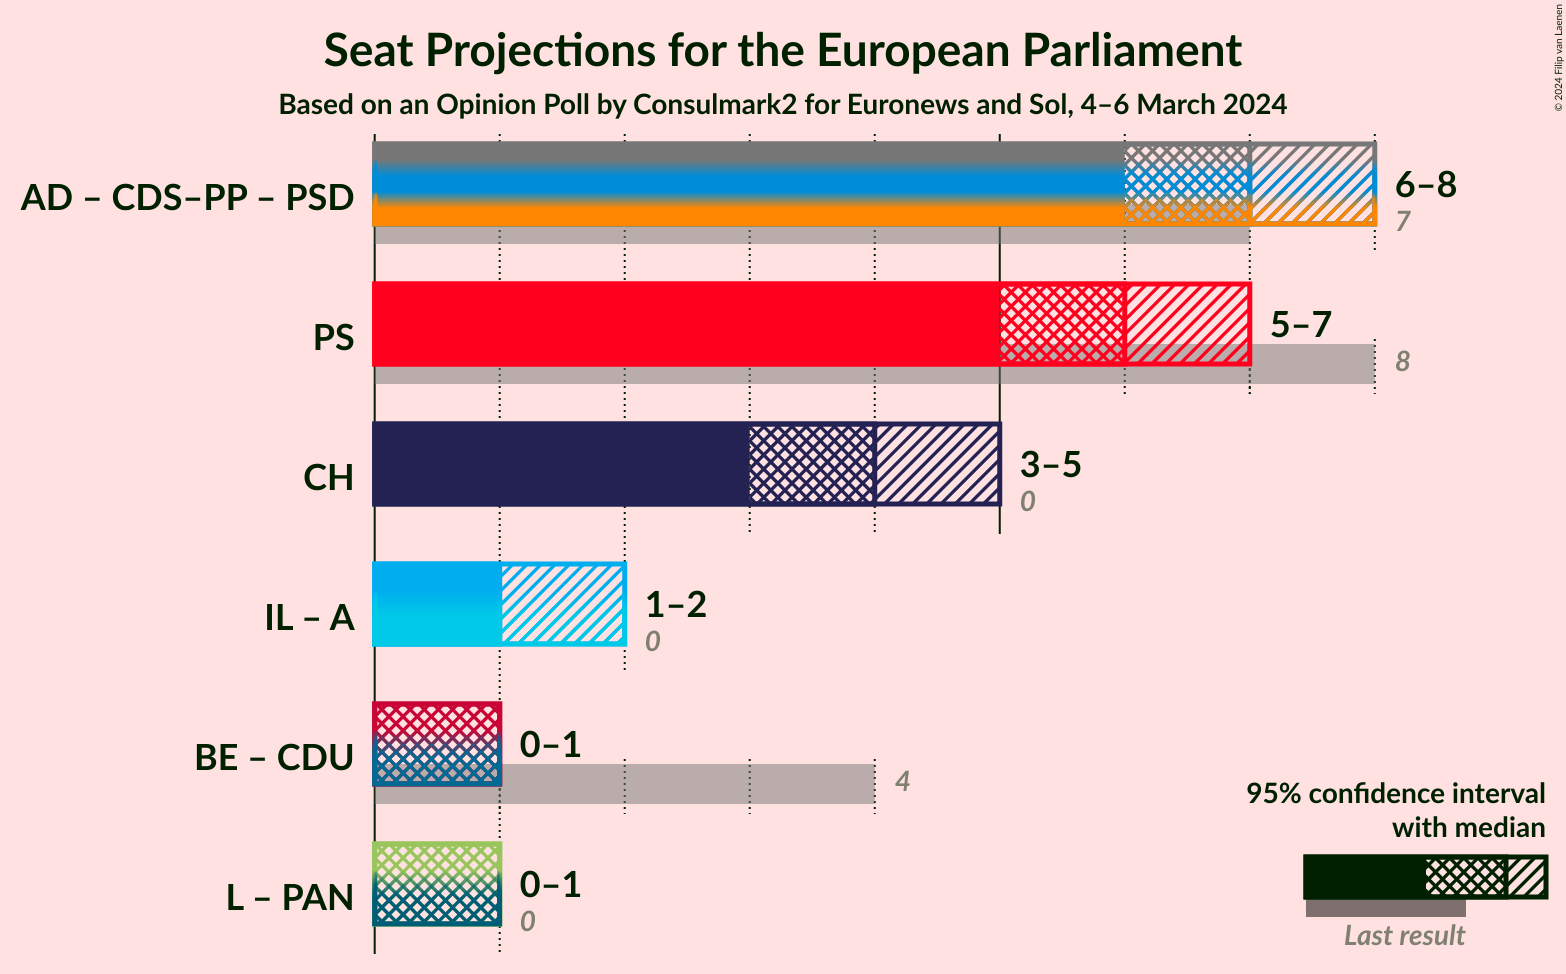 Seat Projections for the European Parliament
Based on an Opinion Poll by Consulmark2 for Euronews and Sol, 4–6 March 2024
© 2024 Filip van Laenen
AD – CDS–PP – PSD
6–8
7
PS
5–7
8
CH
3–5
0
IL – A
1–2
0
BE – CDU
0–1
4
L – PAN
0–1
0
95% confidence interval
with median
Last result